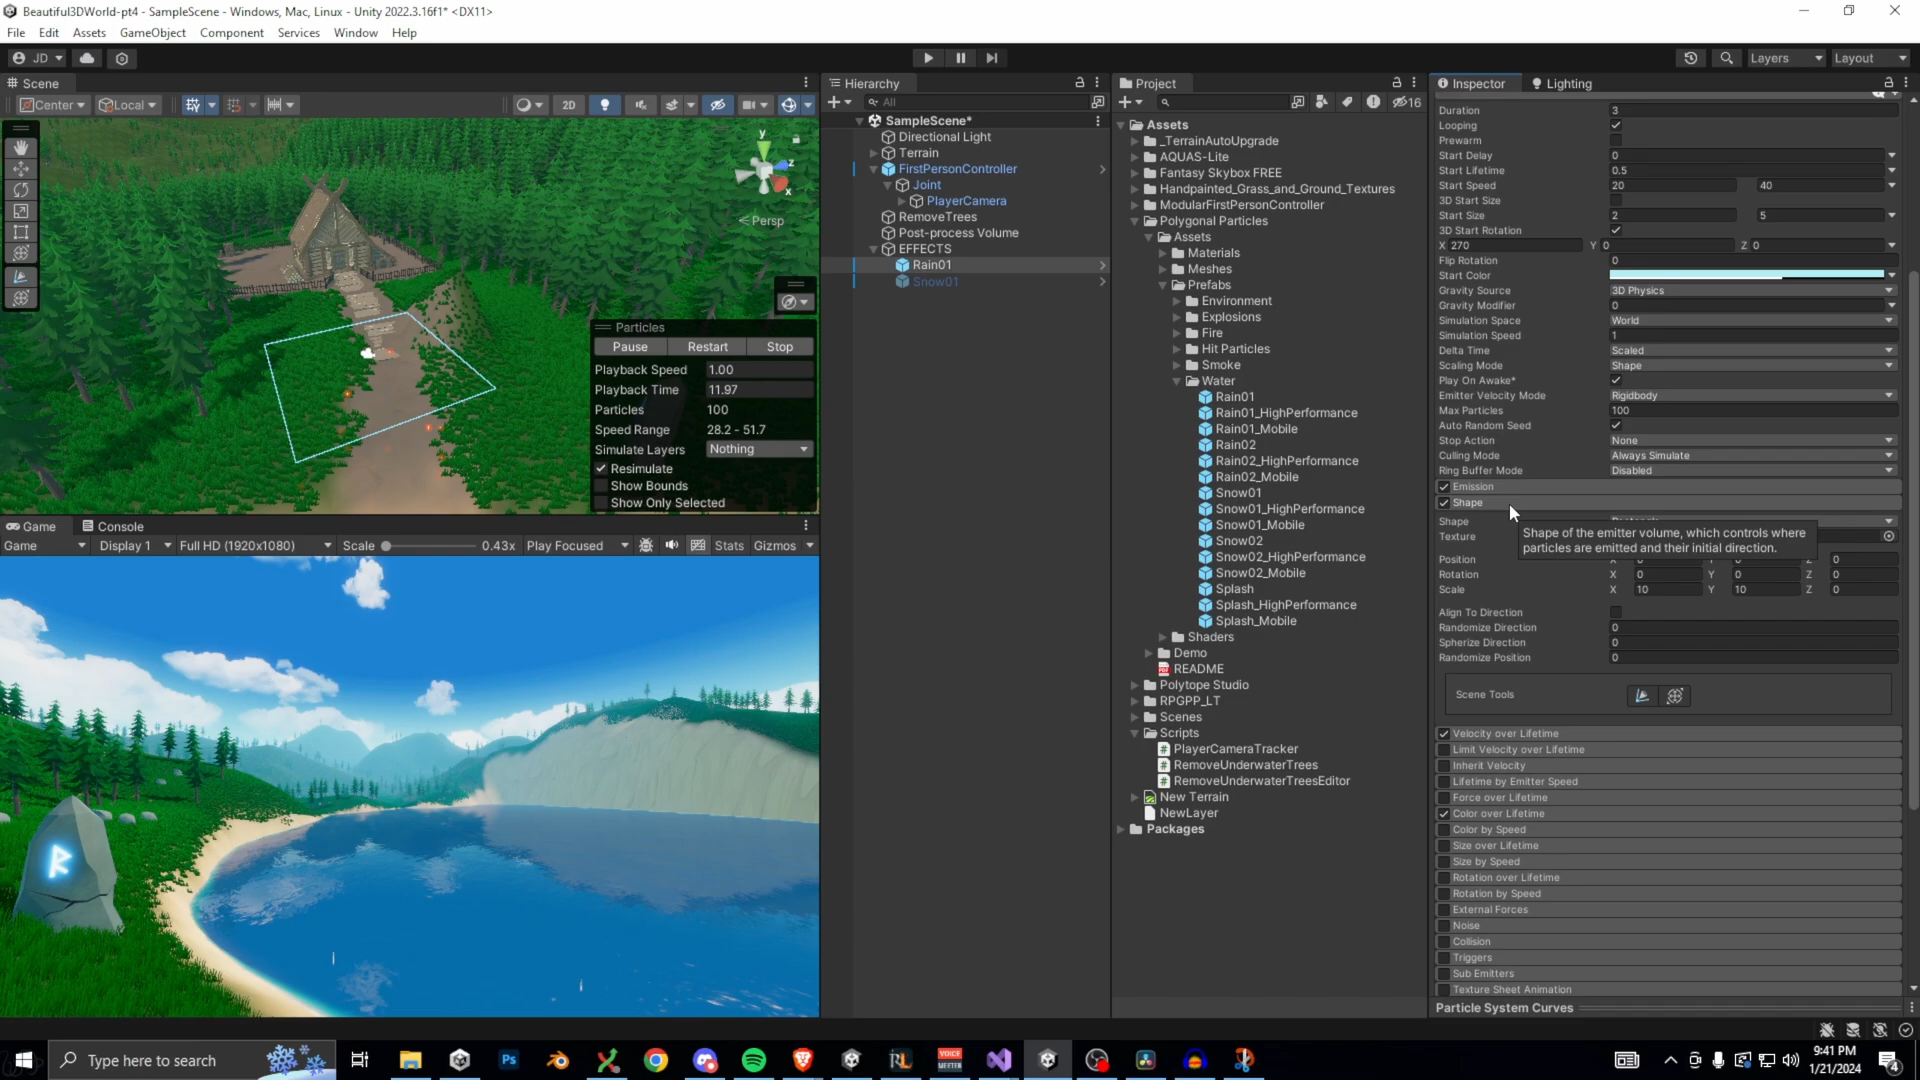 Beautiful3DWorld-pt4 - SampleScene - Windows, Mac, Linux - Unity 2022.3.16f1* <DX11>
File Edit Assets GameObject Component Services Window Help
JD Layers Layout
Scene
Center Local 2D
y
z
x
Persp
Particles
Pause Restart Stop
Playback Speed 1.00
Playback Time 11.97
Particles 100
Speed Range 28.2 - 51.7
Simulate Layers Nothing
Resimulate
Show Bounds
Show Only Selected
Game Console
Game Display 1 Full HD (1920x1080) Scale 0.43x Play Focused Stats Gizmos
Hierarchy
All
SampleScene*
Directional Light
Terrain
FirstPersonController
Joint
PlayerCamera
RemoveTrees
Post-process Volume
EFFECTS
Rain01
Snow01
Project
16
Assets
_TerrainAutoUpgrade
AQUAS-Lite
Fantasy Skybox FREE
Handpainted_Grass_and_Ground_Textures
ModularFirstPersonController
Polygonal Particles
Assets
Materials
Meshes
Prefabs
Environment
Explosions
Fire
Hit Particles
Smoke
Water
Rain01
Rain01_HighPerformance
Rain01_Mobile
Rain02
Rain02_HighPerformance
Rain02_Mobile
Snow01
Snow01_HighPerformance
Snow01_Mobile
Snow02
Snow02_HighPerformance
Snow02_Mobile
Splash
Splash_HighPerformance
Splash_Mobile
Shaders
Demo
README
Polytope Studio
RPGPP_LT
Scenes
Scripts
PlayerCameraTracker
RemoveUnderwaterTrees
RemoveUnderwaterTreesEditor
New Terrain
NewLayer
Packages
Inspector Lighting
Duration 3
Looping
Prewarm
Start Delay 0
Start Lifetime 0.5
Start Speed 20 40
3D Start Size
Start Size 2 5
3D Start Rotation
X 270 Y 0 Z 0
Flip Rotation 0
Start Color
Gravity Source 3D Physics
Gravity Modifier 0
Simulation Space World
Simulation Speed 1
Delta Time Scaled
Scaling Mode Shape
Play On Awake*
Emitter Velocity Mode Rigidbody
Max Particles 100
Auto Random Seed
Stop Action None
Culling Mode Always Simulate
Ring Buffer Mode Disabled
Emission
Shape
Shape
Texture
Shape of the emitter volume, which controls where
particles are emitted and their initial direction.
Position 0
Rotation X 0 Y 0 Z 0
Scale X 10 Y 10 Z 0
Align To Direction
Randomize Direction 0
Spherize Direction 0
Randomize Position 0
Scene Tools
Velocity over Lifetime
Limit Velocity over Lifetime
Inherit Velocity
Lifetime by Emitter Speed
Force over Lifetime
Color over Lifetime
Color by Speed
Size over Lifetime
Size by Speed
Rotation over Lifetime
Rotation by Speed
External Forces
Noise
Collision
Triggers
Sub Emitters
Texture Sheet Animation
Particle System Curves
Type here to search
Ps
RL
VOICE
MEETER
9:41 PM
1/21/2024
4